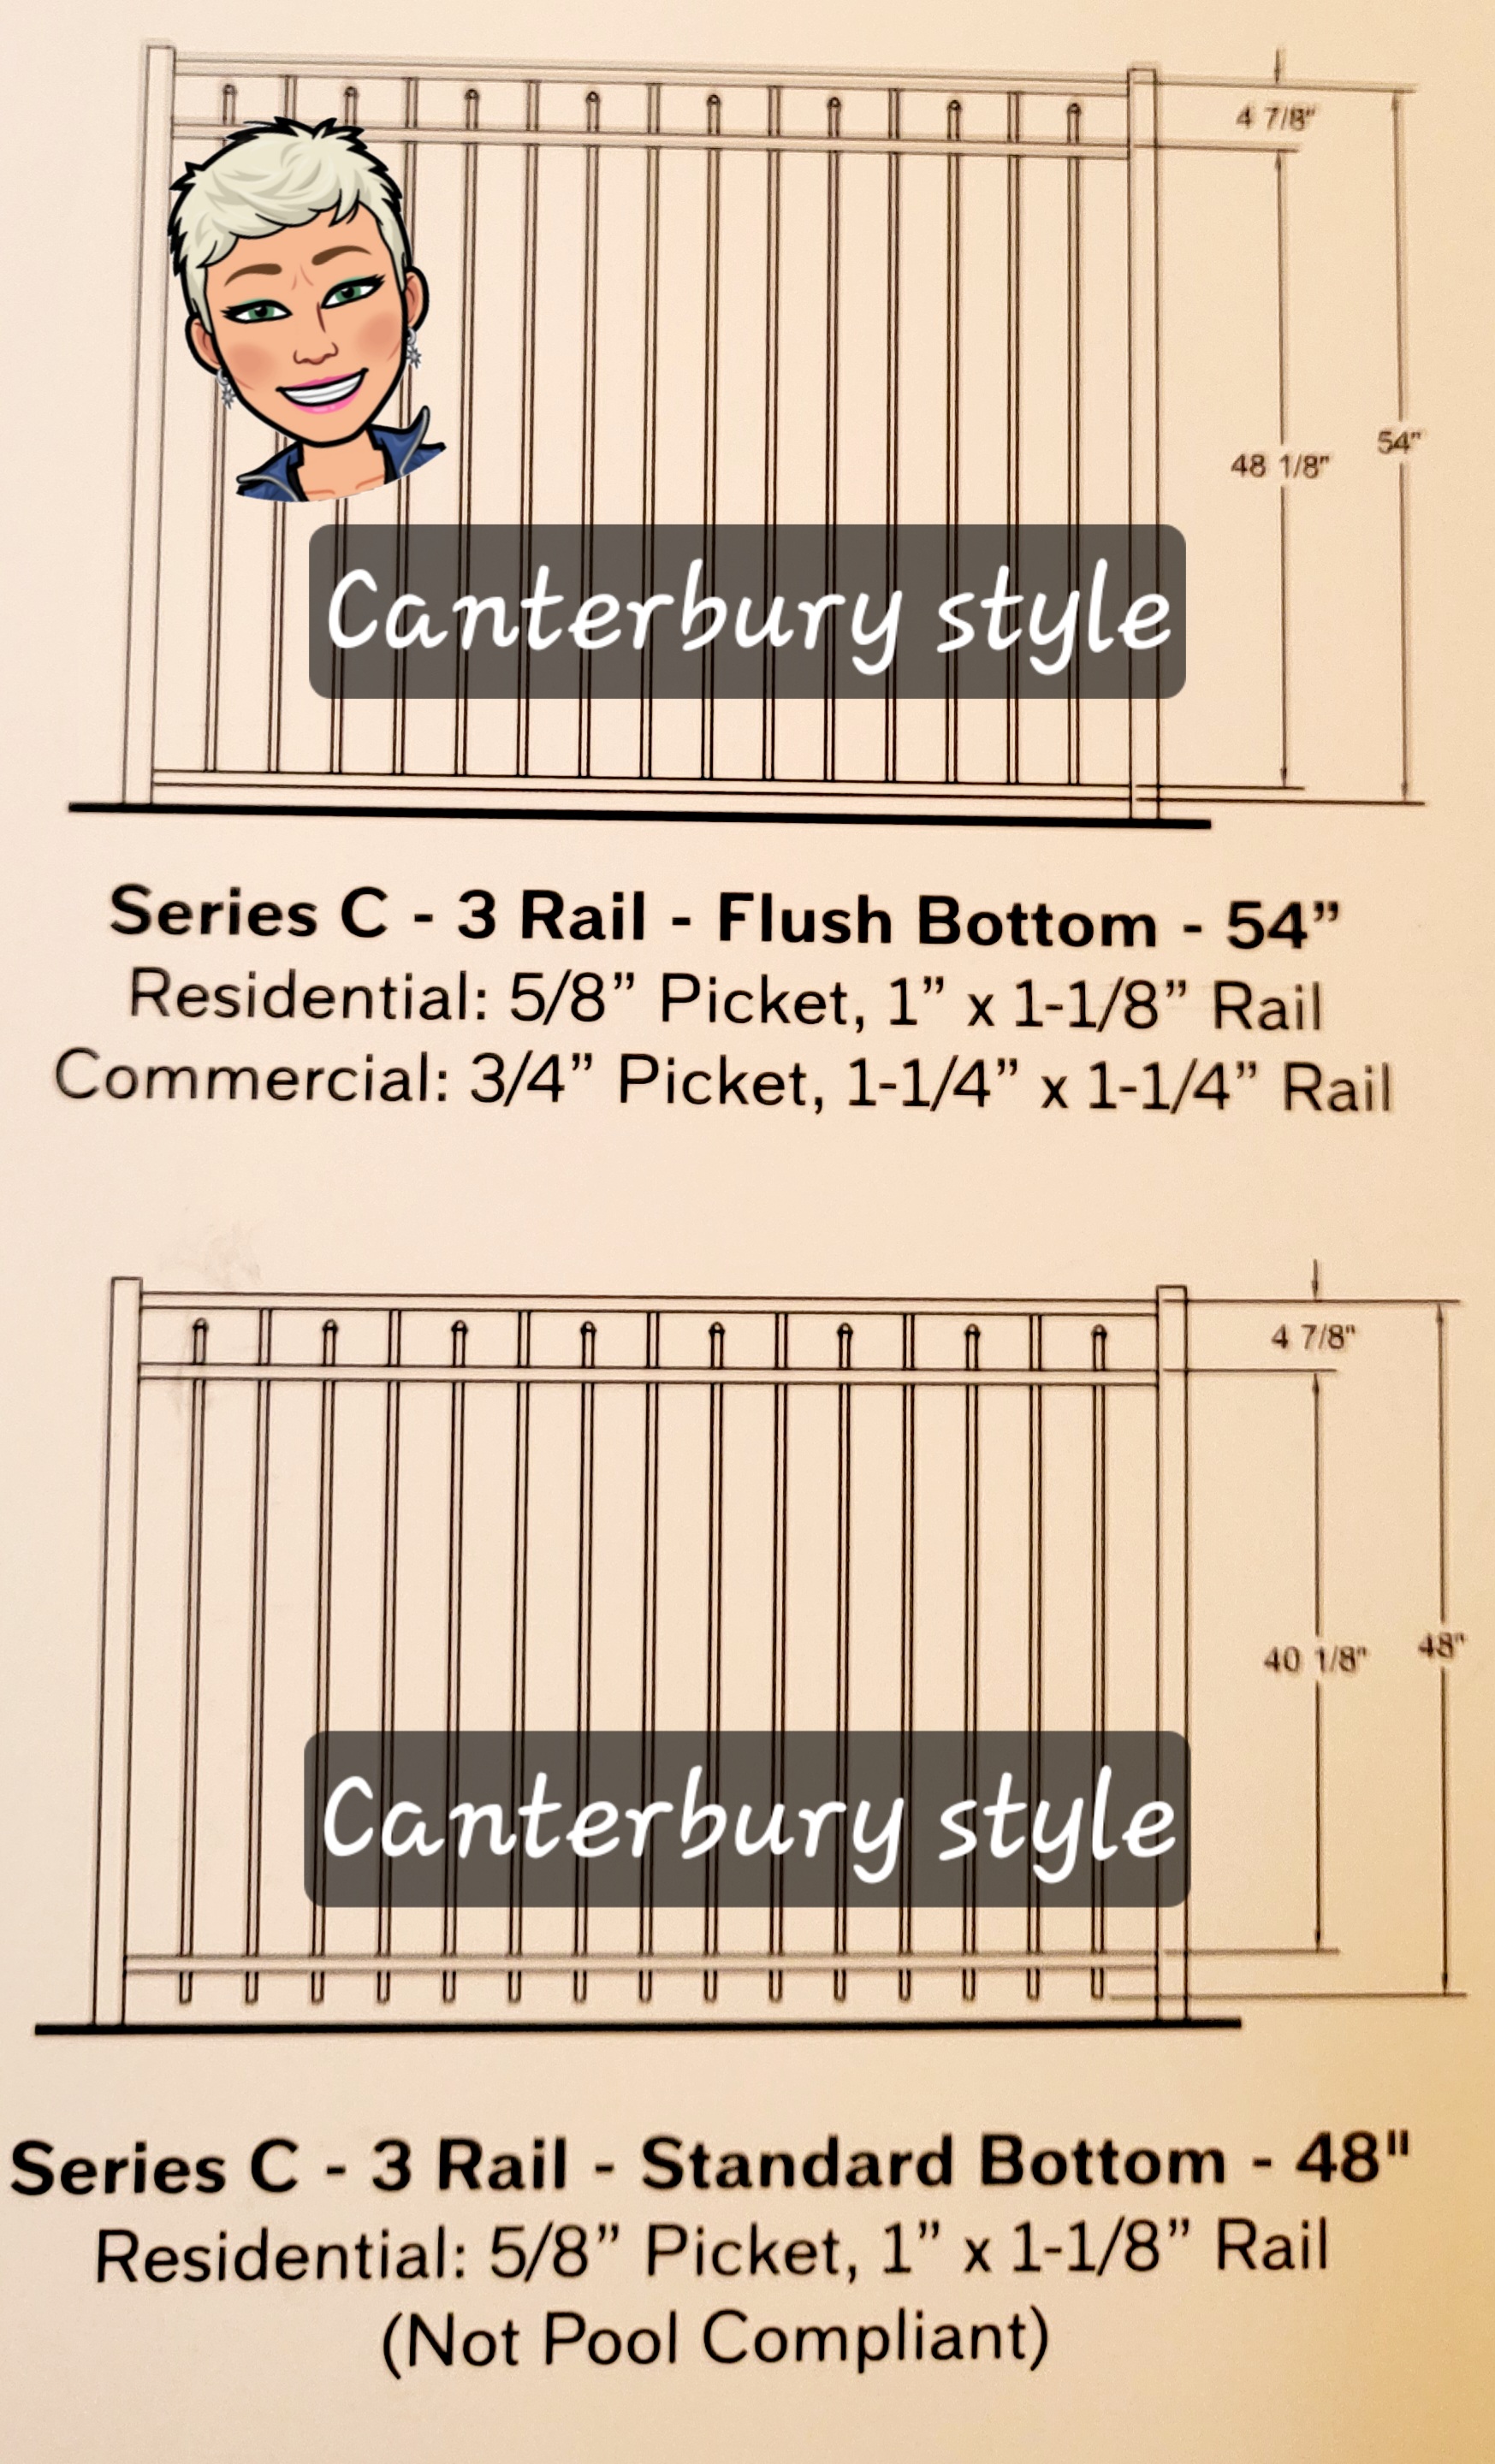 4 7/8"
54"
48 1/8"
Canterbury style
Series C - 3 Rail - Flush Bottom - 54”
Residential: 5/8” Picket, 1” x 1-1/8” Rail
Commercial: 3/4” Picket, 1-1/4” x 1-1/4” Rail
4 7/8"
48"
40 1/8"
Canterbury style
Series C - 3 Rail - Standard Bottom - 48"
Residential: 5/8” Picket, 1” x 1-1/8” Rail
(Not Pool Compliant)